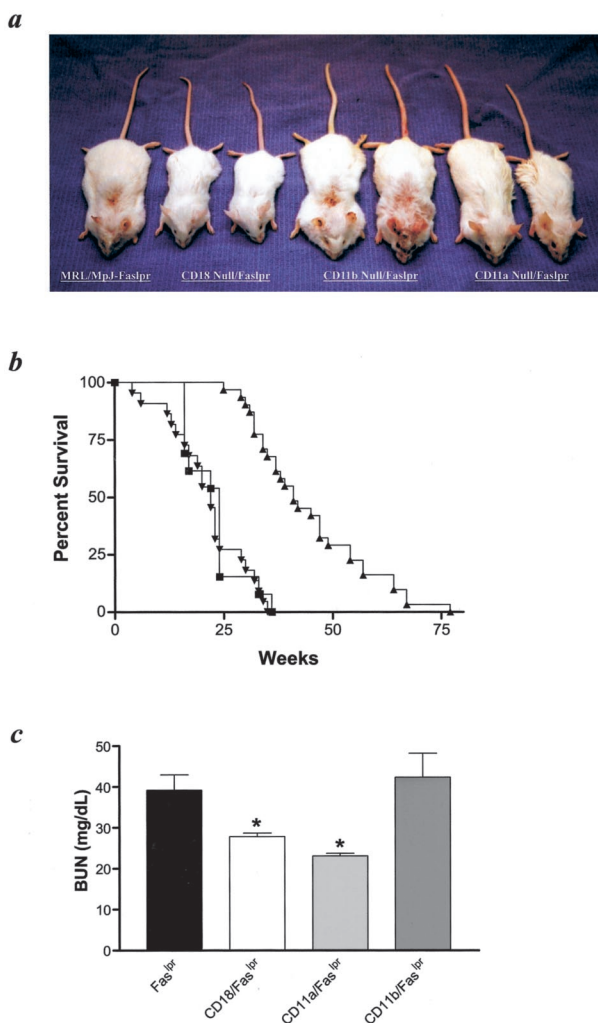 a
MRL/MpJ-Faslpr
CD18 Null/Faslpr
CD11b Null/Faslpr
CD11a Null/Faslpr
b
Percent Survival
100
75
50
25
0
0
25
50
75
Weeks
c
BUN (mg/dL)
50
40
30
20
10
0
*
*
Fas lpr
CD18/Fas lpr
CD11a/Fas lpr
CD11b/Fas lpr